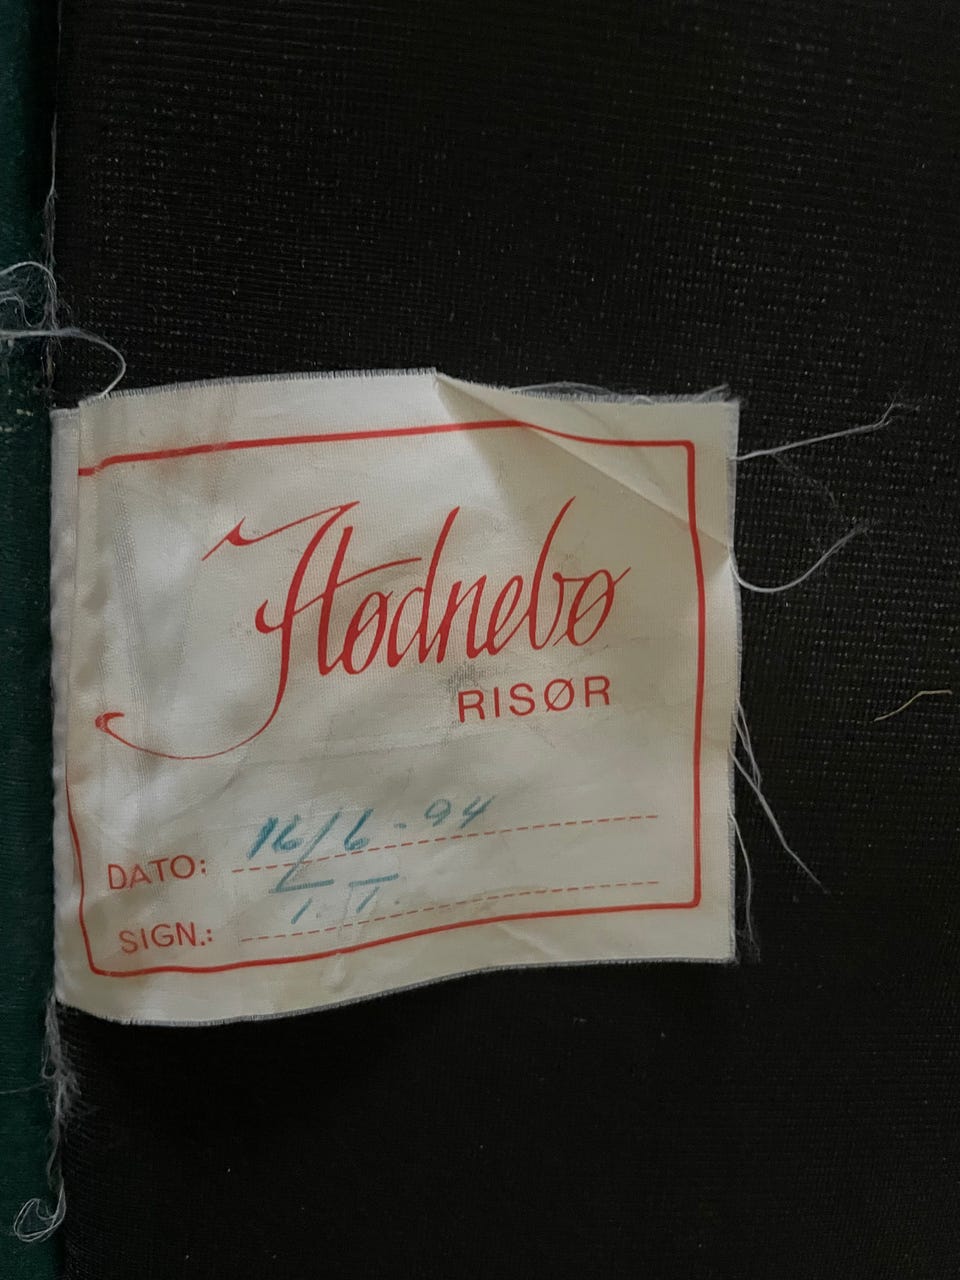 Hødnebø
RISØR
DATO: 16/6-94
SIGN.: